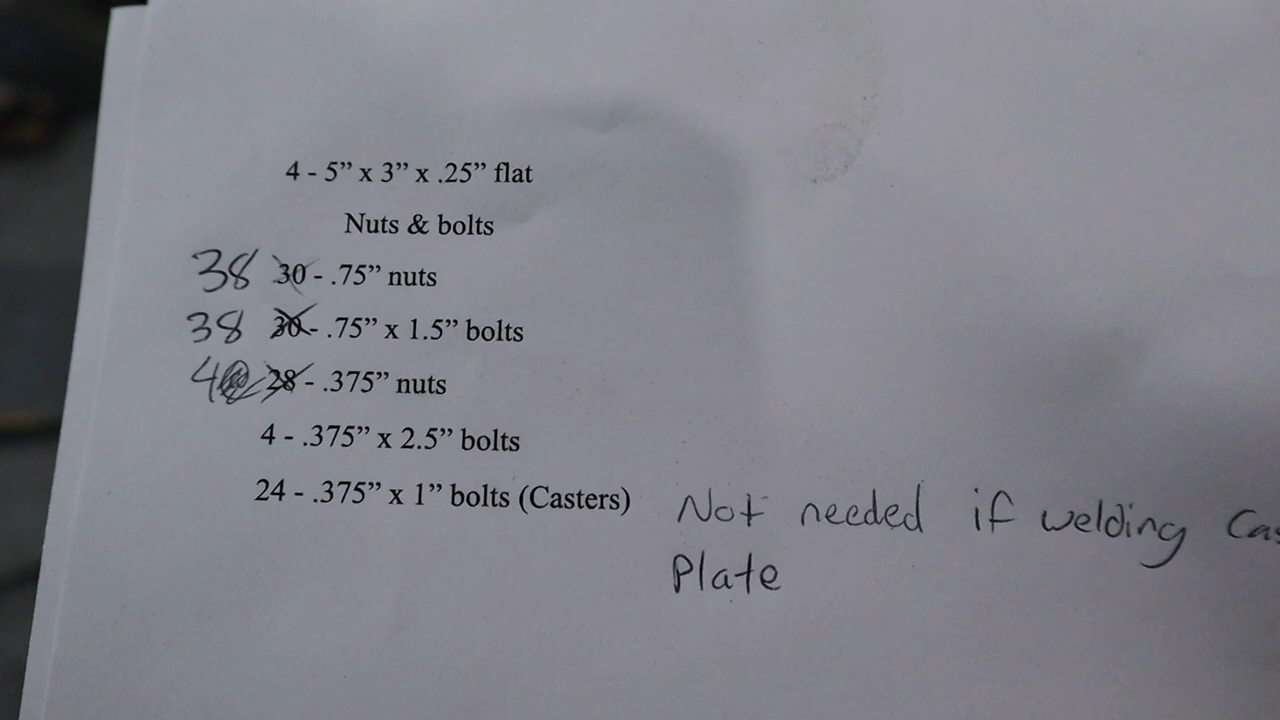 4 - 5” x 3” x .25” flat
Nuts & bolts
38 30 - .75” nuts
38 30 - .75” x 1.5” bolts
4 28 - .375” nuts
4 - .375” x 2.5” bolts
24 - .375” x 1” bolts (Casters) Not needed if welding
Plate